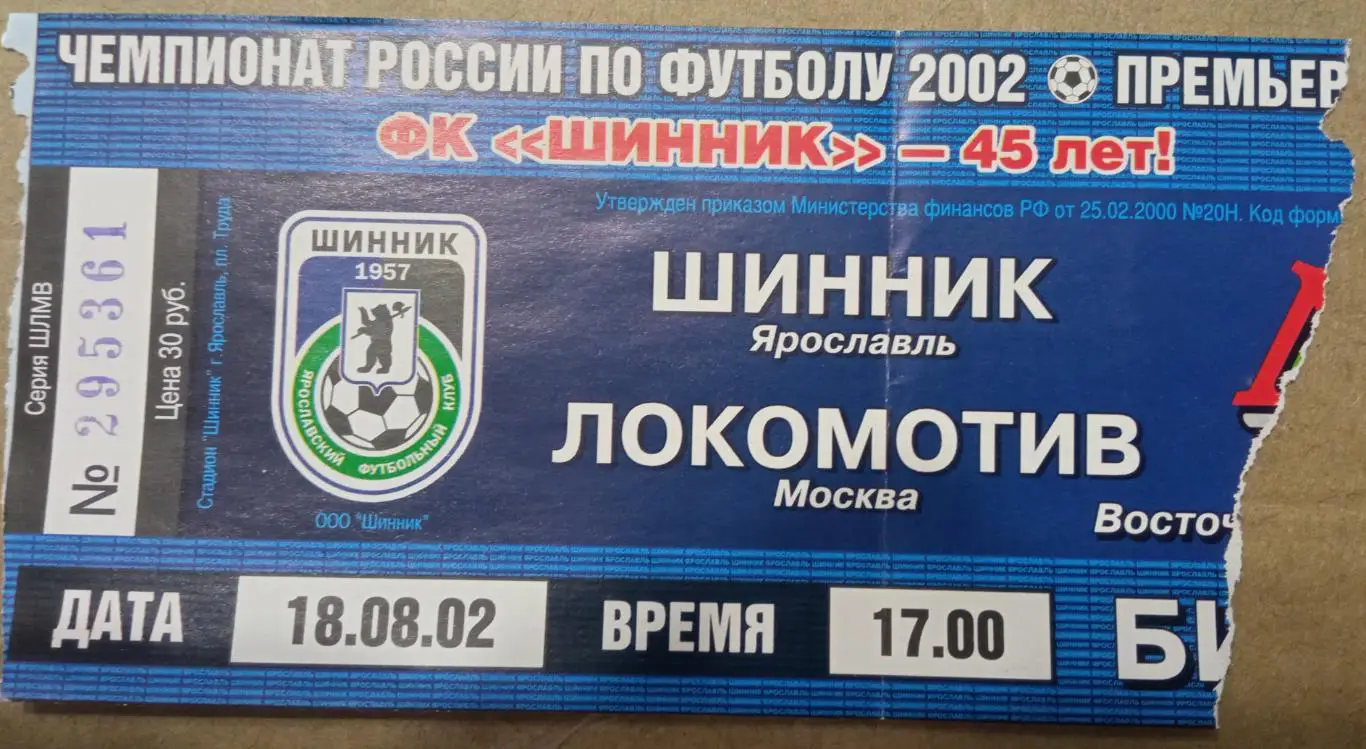 ЧЕМПИОНАТ РОССИИ ПО ФУТБОЛУ 2002 ПРЕМЬЕР
ФК «ШИННИК» – 45 лет!
Утвержден приказом Министерства финансов РФ от 25.02.2000 №20Н. Код форм
Серия ШЛМВ
№ 295361
Цена 30 руб.
Стадион "Шинник" г. Ярославль, пл. Труда
ШИННИК
1957
ЯРОСЛАВСКИЙ ФУТБОЛЬНЫЙ КЛУБ
ООО "Шинник"
ШИННИК
Ярославль
ЛОКОМОТИВ
Москва
Восточ
ДАТА 18.08.02 ВРЕМЯ 17.00
БИ